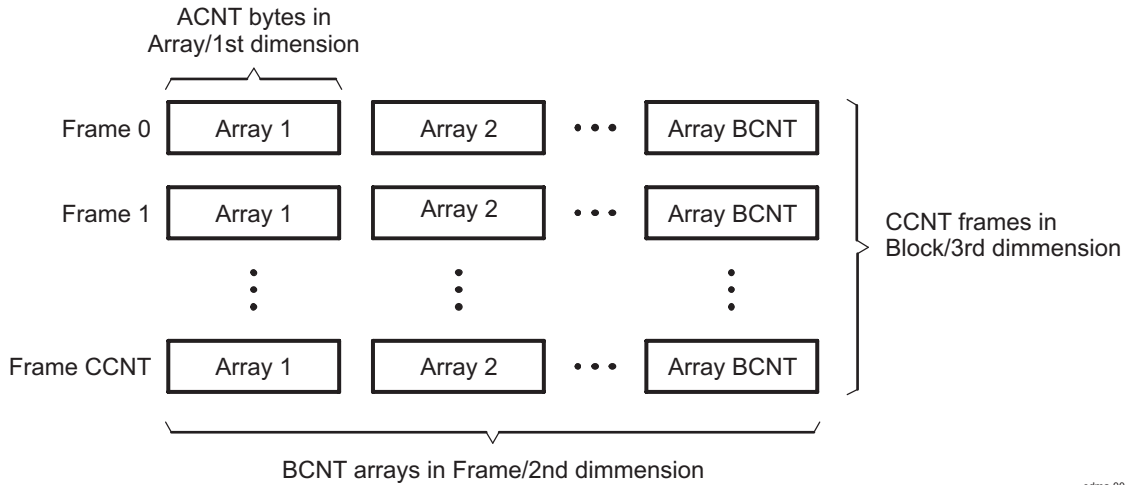 ACNT bytes in
Array/1st dimension
Frame 0 Array 1 Array 2 Array BCNT
Frame 1 Array 1 Array 2 Array BCNT
CCNT frames in
Block/3rd dimmension
Frame CCNT Array 1 Array 2 Array BCNT
BCNT arrays in Frame/2nd dimmension